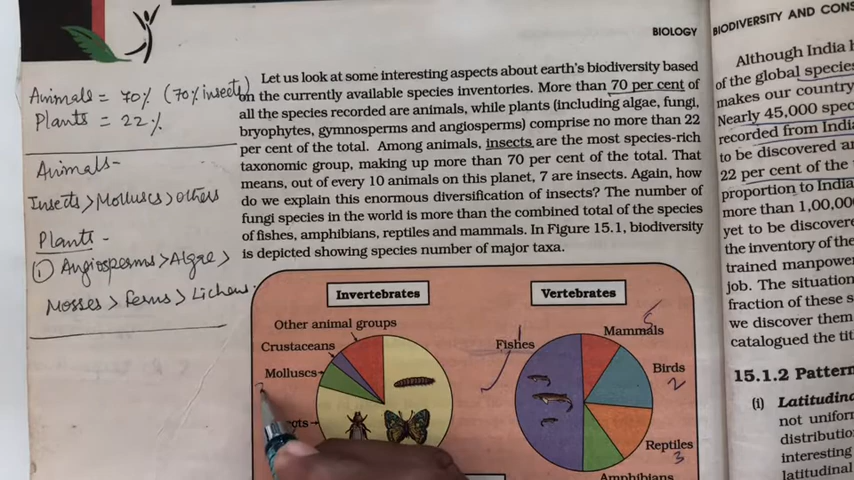 BIOLOGY
Animals = 70% (70% insects)
Plants = 22%
Animals-
Insects > Molluscs > others
Plants -
① Angiosperms > Algae >
Mosses > Ferns > Lichens.
Let us look at some interesting aspects about earth's biodiversity based
on the currently available species inventories. More than 70 per cent of
all the species recorded are animals, while plants (including algae, fungi,
bryophytes, gymnosperms and angiosperms) comprise no more than 22
per cent of the total. Among animals, insects are the most species-rich
taxonomic group, making up more than 70 per cent of the total. That
means, out of every 10 animals on this planet, 7 are insects. Again, how
do we explain this enormous diversification of insects? The number of
fungi species in the world is more than the combined total of the species
of fishes, amphibians, reptiles and mammals. In Figure 15.1, biodiversity
is depicted showing species number of major taxa.
Invertebrates
Other animal groups
Crustaceans
Molluscs
Vertebrates
Fishes 1
Mammals 5
Birds
2
Reptiles
3
Amphibians
BIODIVERSITY AND
Although India
of the global species
makes our country
Nearly 45,000
recorded from India
to be discovered
22 per cent of the
proportion to India
more than 1,00,000
yet to be
the inventory of the
trained manpower
job. The situation
fraction of these
we discover them
catalogued the
15.1.2
(i)
not uniform
interesting
latitudinal